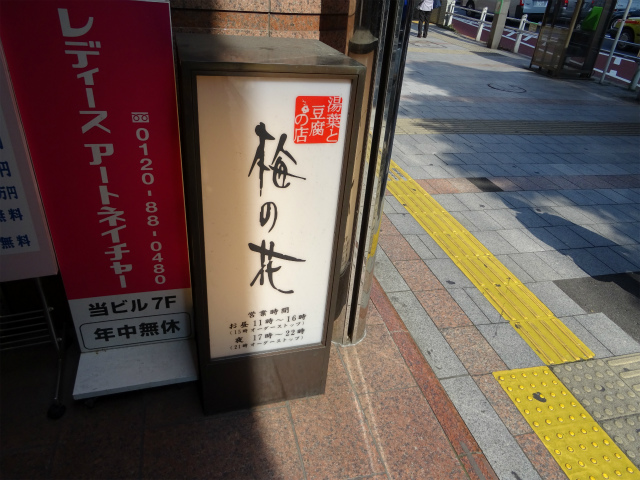 レディースアートネイチャー
0120-88-0480
当ビル 7F
年中無休
湯葉と
豆腐
の店
梅の花
営業時間
お昼 11時〜16時
(15時オーダーストップ)
夜 17時〜22時
(21時オーダーストップ)
円
円
万円
無料
無料